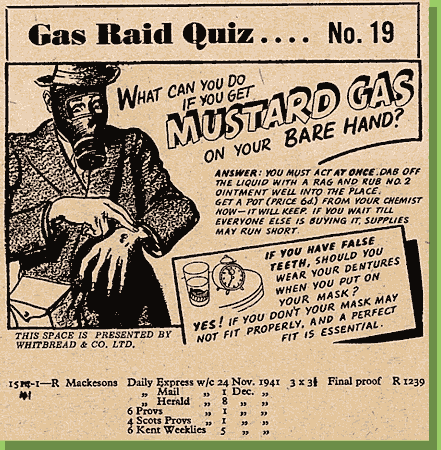 Gas Raid Quiz .... No. 19
WHAT CAN YOU DO
IF YOU GET
MUSTARD GAS
ON YOUR BARE HAND?
ANSWER: YOU MUST ACT AT ONCE. DAB OFF
THE LIQUID WITH A RAG AND RUB NO. 2
OINTMENT WELL INTO THE PLACE.
GET A POT (PRICE 6d.) FROM YOUR CHEMIST
NOW—IT WILL KEEP. IF YOU WAIT TILL
EVERYONE ELSE IS BUYING IT, SUPPLIES
MAY RUN SHORT.
IF YOU HAVE FALSE
TEETH, SHOULD YOU
WEAR YOUR DENTURES
WHEN YOU PUT ON
YOUR MASK?
YES! IF YOU DON'T YOUR MASK MAY
NOT FIT PROPERLY, AND A PERFECT
FIT IS ESSENTIAL.
THIS SPACE IS PRESENTED BY
WHITBREAD & CO. LTD.
-1—R Mackesons Daily Express w/c 24 Nov. 1941 3 x 3½ Final proof R 1239
„ Mail „ 1 Dec. „
„ Herald „ 8 „ „
6 Provs „ 1 „ „
4 Scots Provs „ 1 „ „
6 Kent Weeklies 5 „ „